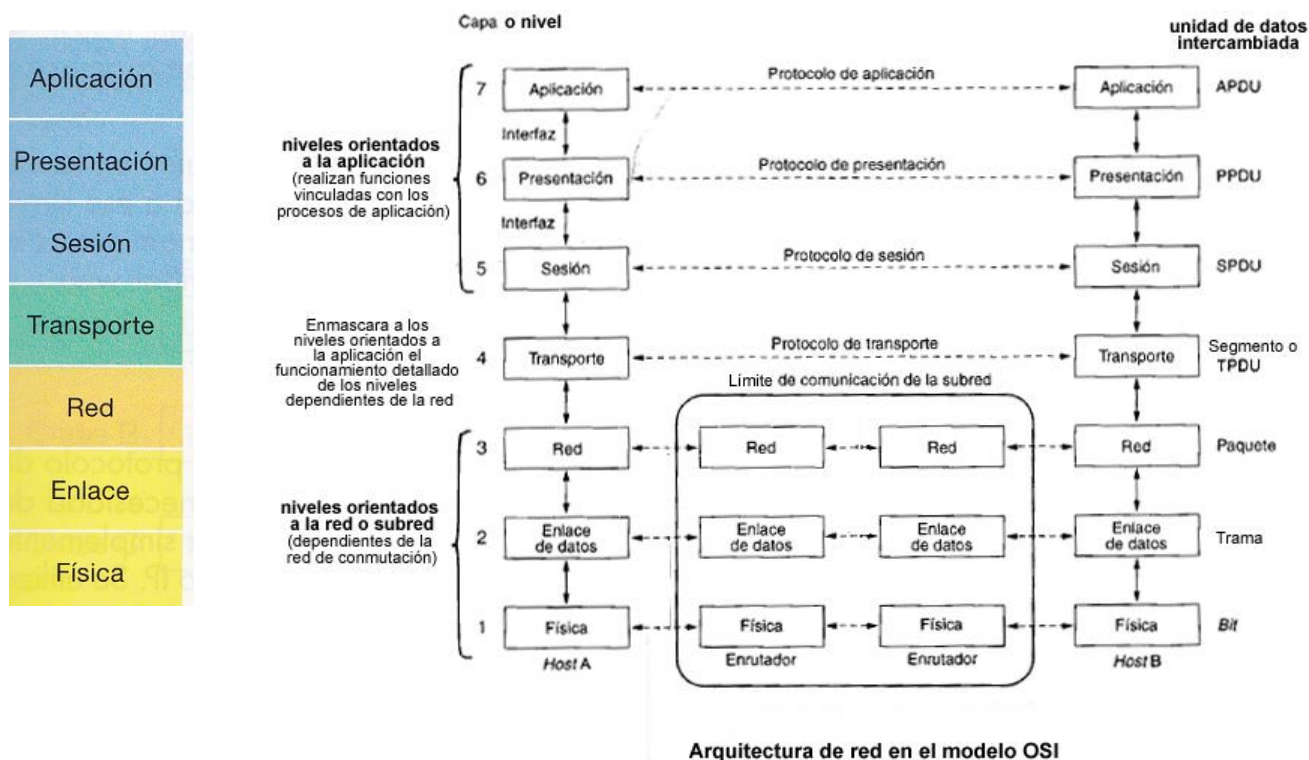 Aplicación
Presentación
Sesión
Transporte
Red
Enlace
Física
Capa o nivel
unidad de datos
intercambiada
7
Aplicación
Protocolo de aplicación
Aplicación
APDU
Interfaz
niveles orientados
a la aplicación
(realizan funciones
vinculadas con los
procesos de aplicación)
6
Presentación
Protocolo de presentación
Presentación
PPDU
Interfaz
5
Sesión
Protocolo de sesión
Sesión
SPDU
Enmascara a los
niveles orientados a
la aplicación el
funcionamiento detallado
de los niveles
dependientes de la red
4
Transporte
Protocolo de transporte
Transporte
Segmento o
TPDU
Límite de comunicación de la subred
3
Red
Red
Red
Red
Paquete
niveles orientados
a la red o subred
(dependientes de la
red de conmutación)
2
Enlace
de datos
Enlace
de datos
Enlace
de datos
Enlace
de datos
Trama
1
Física
Física
Física
Física
Bit
Host A
Enrutador
Enrutador
Host B
Arquitectura de red en el modelo OSI